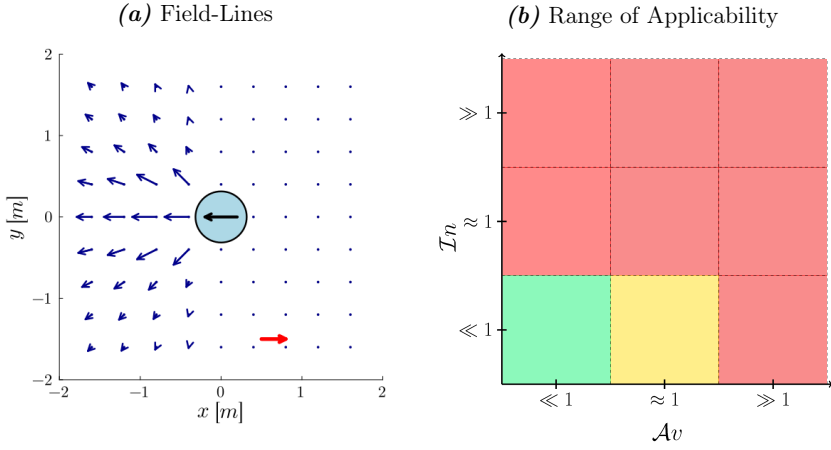 (a) Field-Lines
2
1
0
−1
−2
y [m]
−2
−1
0
1
2
x [m]
(b) Range of Applicability
≫ 1
≈ 1
≪ 1
In
≪ 1
≈ 1
≫ 1
Av